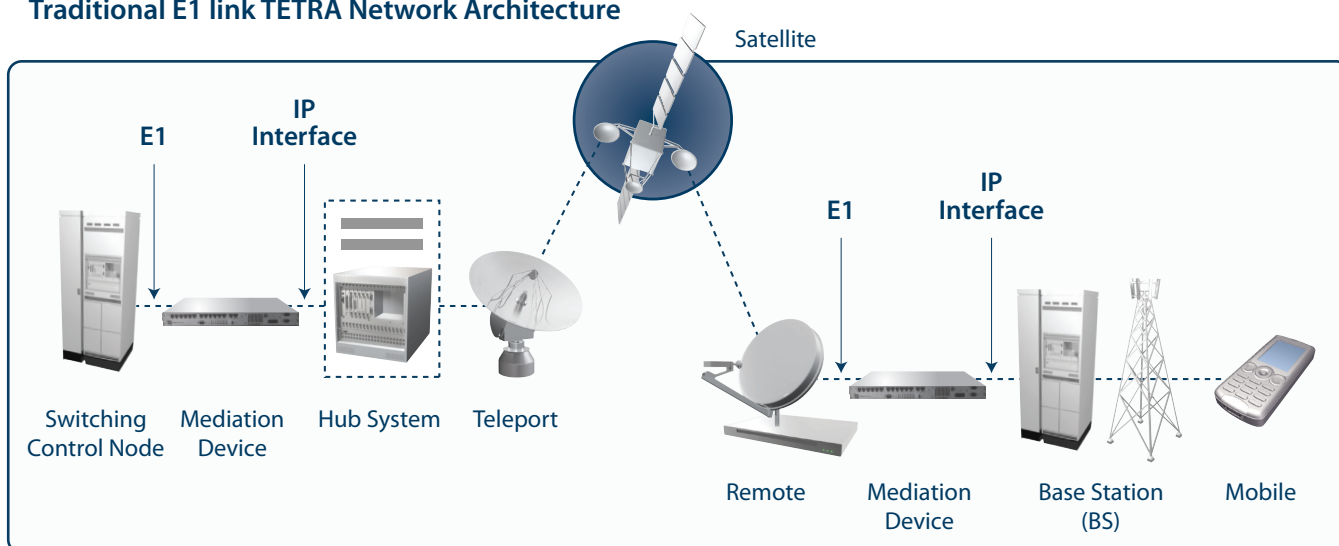 Traditional E1 link TETRA Network Architecture
Satellite
E1
IP
Interface
E1
IP
Interface
Switching
Control Node
Mediation
Device
Hub System
Teleport
Remote
Mediation
Device
Base Station
(BS)
Mobile